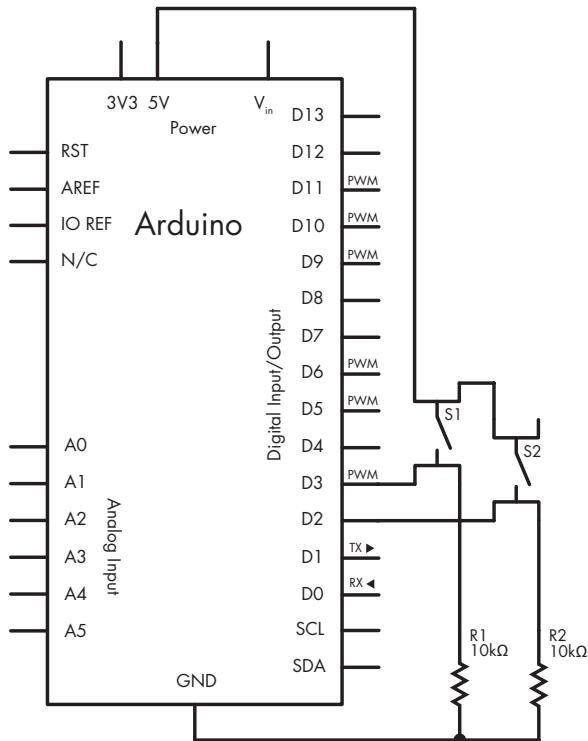 3V3 5V
Vin
Power
RST
AREF
IO REF
N/C
Arduino
A0
A1
A2
A3
A4
A5
Analog Input
Digital Input/Output
D13
D12
D11 PWM
D10 PWM
D9 PWM
D8
D7
D6 PWM
D5 PWM
D4
D3 PWM
D2
D1 TX ►
D0 RX ◄
SCL
SDA
GND
S1
S2
R1
10kΩ
R2
10kΩ